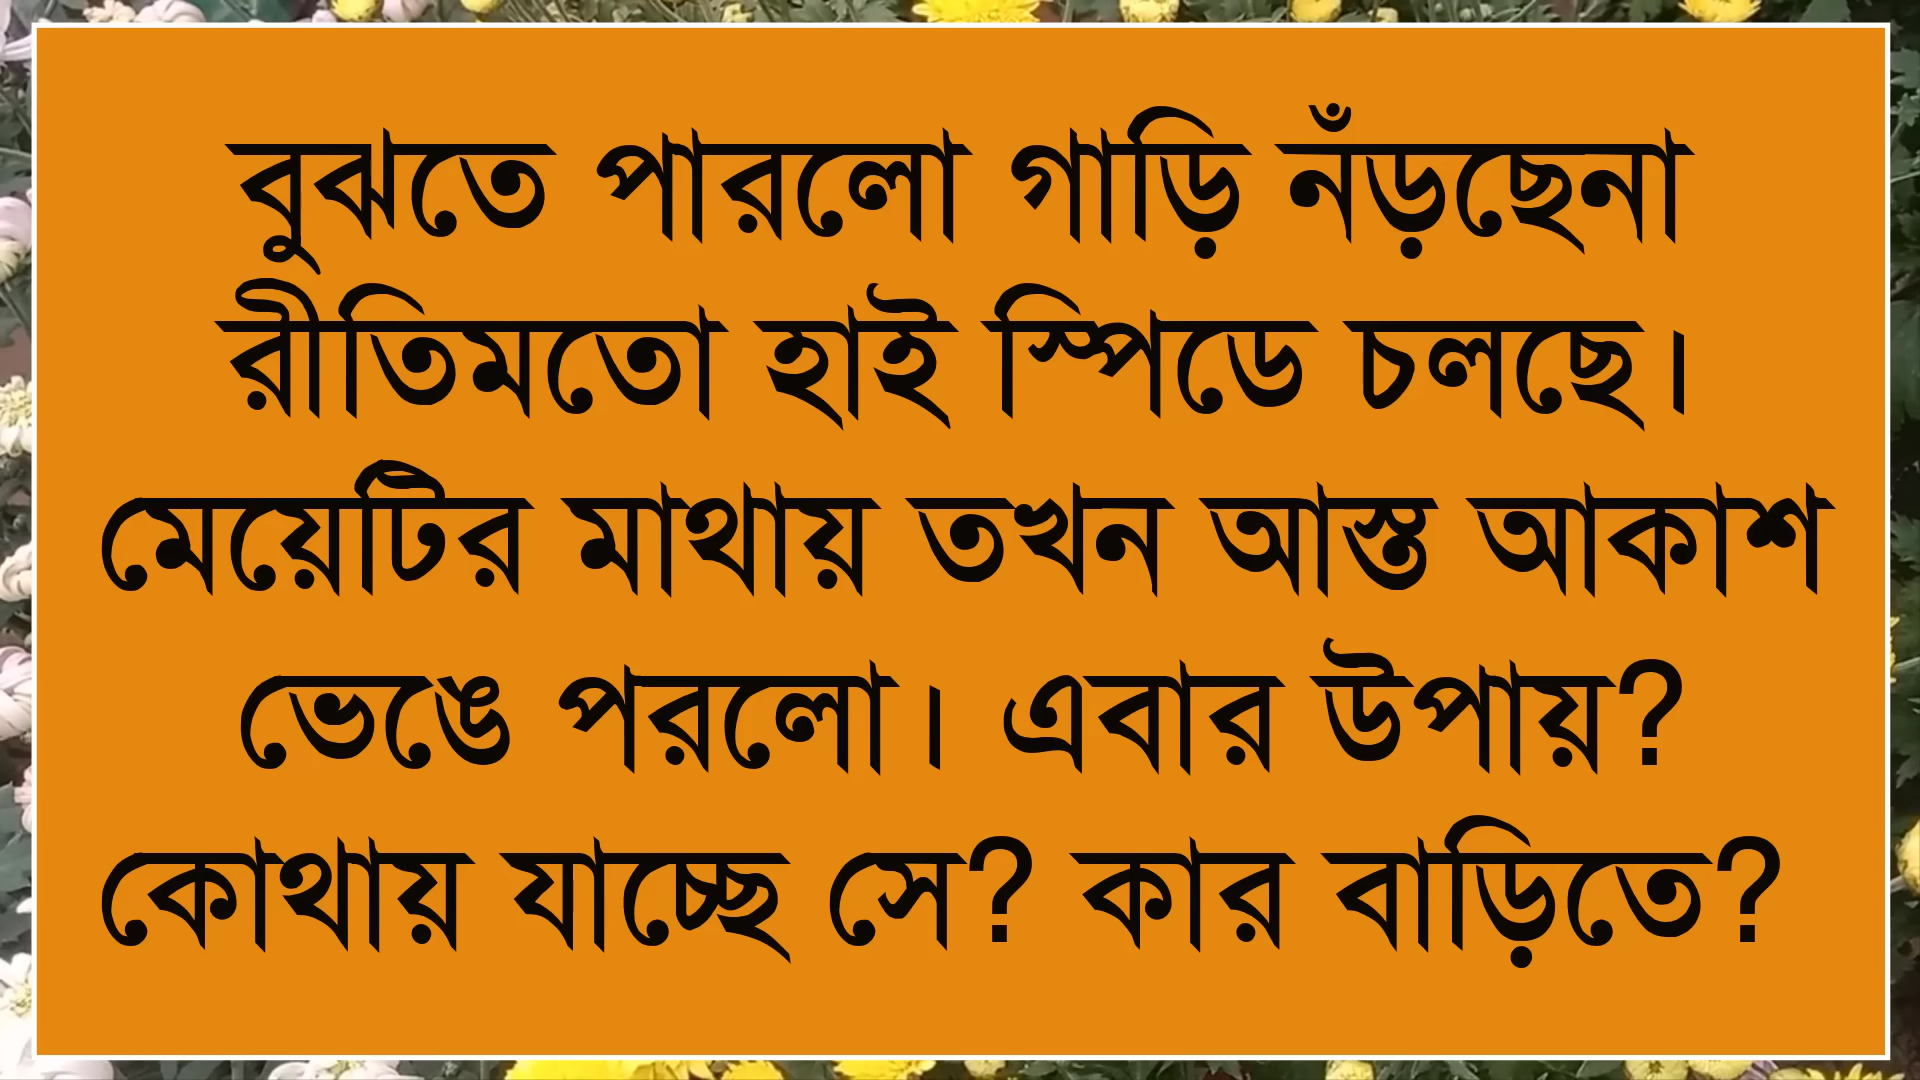 বুঝতে পারলো গাড়ি নঁড়ছেনা
রীতিমতো হাই স্পিডে চলছে।
মেয়েটির মাথায় তখন আস্ত আকাশ
ভেঙে পরলো। এবার উপায়?
কোথায় যাচ্ছে সে? কার বাড়িতে?